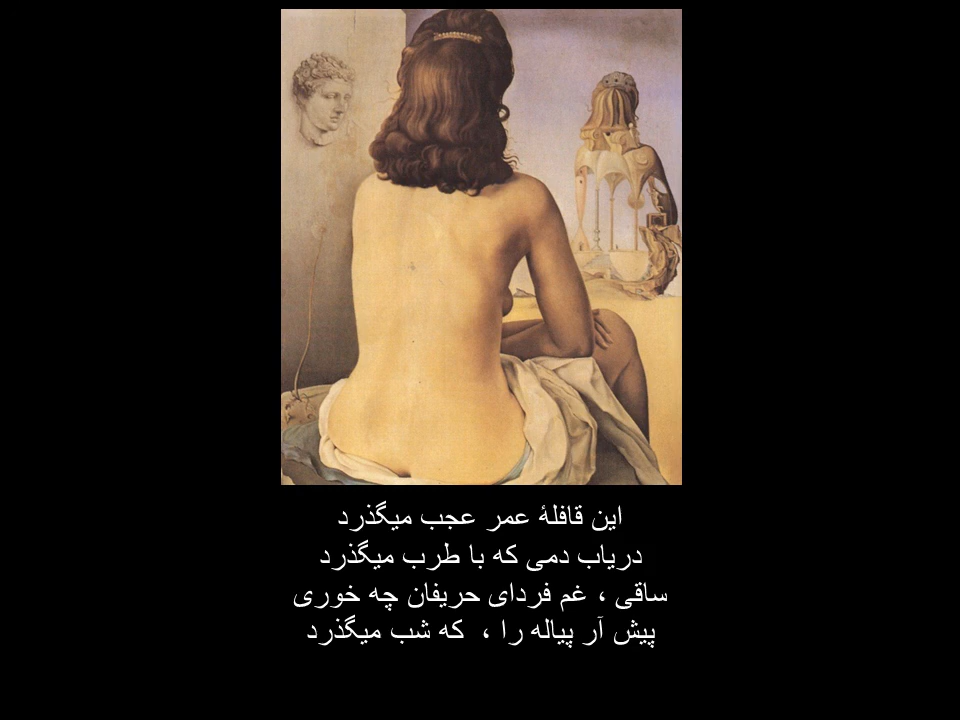 این قافلهٔ عمر عجب میگذرد
دریاب دمی که با طرب میگذرد
ساقی ، غم فردای حریفان چه خوری
پیش آر پیاله را ، که شب میگذرد